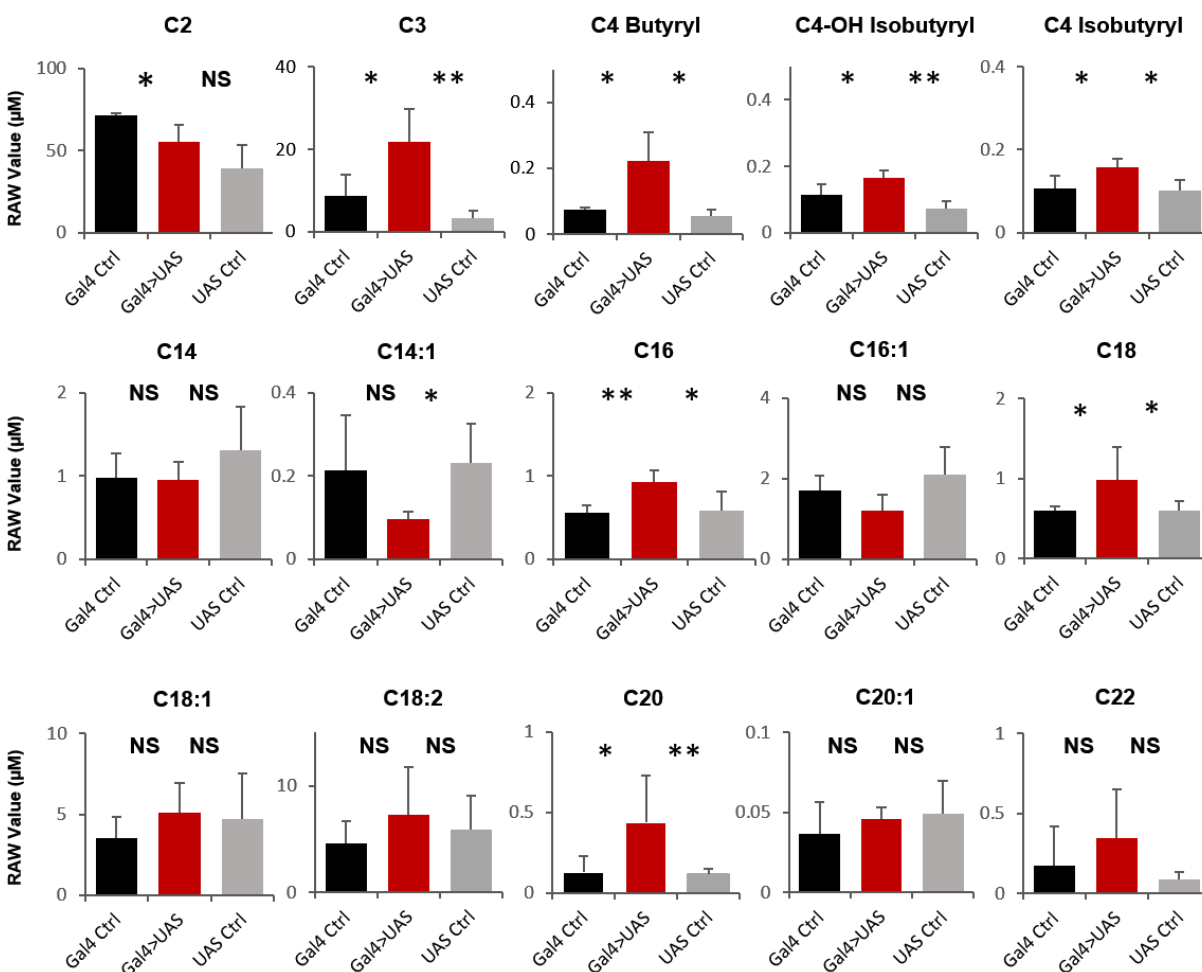 C2 C3 C4 Butyryl C4-OH Isobutyryl C4 Isobutyryl
RAW Value (µM)
100 50 0
* NS
40 20 0
* **
0.4 0.2 0
* *
0.4 0.2 0
* **
0.4 0.2 0
* *
Gal4 Ctrl Gal4>UAS UAS Ctrl Gal4 Ctrl Gal4>UAS UAS Ctrl Gal4 Ctrl Gal4>UAS UAS Ctrl Gal4 Ctrl Gal4>UAS UAS Ctrl Gal4 Ctrl Gal4>UAS UAS Ctrl
C14 C14:1 C16 C16:1 C18
RAW Value (µM)
2 1 0
NS NS
0.4 0.2 0
NS *
2 1 0
** *
4 2 0
NS NS
2 1 0
* *
Gal4 Ctrl Gal4>UAS UAS Ctrl Gal4 Ctrl Gal4>UAS UAS Ctrl Gal4 Ctrl Gal4>UAS UAS Ctrl Gal4 Ctrl Gal4>UAS UAS Ctrl Gal4 Ctrl Gal4>UAS UAS Ctrl
C18:1 C18:2 C20 C20:1 C22
RAW Value (µM)
10 5 0
NS NS
10 0
NS NS
1 0.5 0
* **
0.1 0.05 0
NS NS
1 0.5 0
NS NS
Gal4 Ctrl Gal4>UAS UAS Ctrl Gal4 Ctrl Gal4>UAS UAS Ctrl Gal4 Ctrl Gal4>UAS UAS Ctrl Gal4 Ctrl Gal4>UAS UAS Ctrl Gal4 Ctrl Gal4>UAS UAS Ctrl